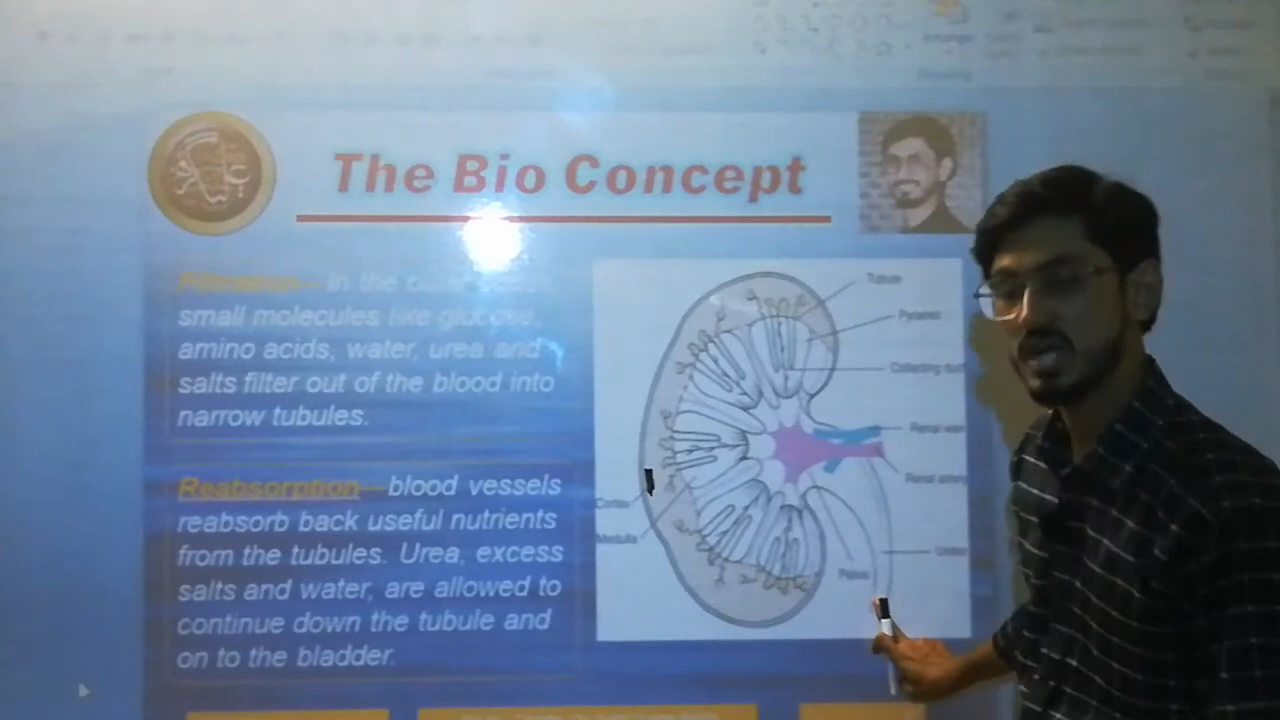 The Bio Concept
Filtration— in the
small molecules like glucose,
amino acids, water, urea and
salts filter out of the blood into
narrow tubules.
Reabsorption— blood vessels
reabsorb back useful nutrients
from the tubules. Urea, excess
salts and water, are allowed to
continue down the tubule and
on to the bladder.
Tubule
Pyramid
Collecting duct
Renal vein
Renal artery
Cortex
Medulla
Ureter
Pelvis